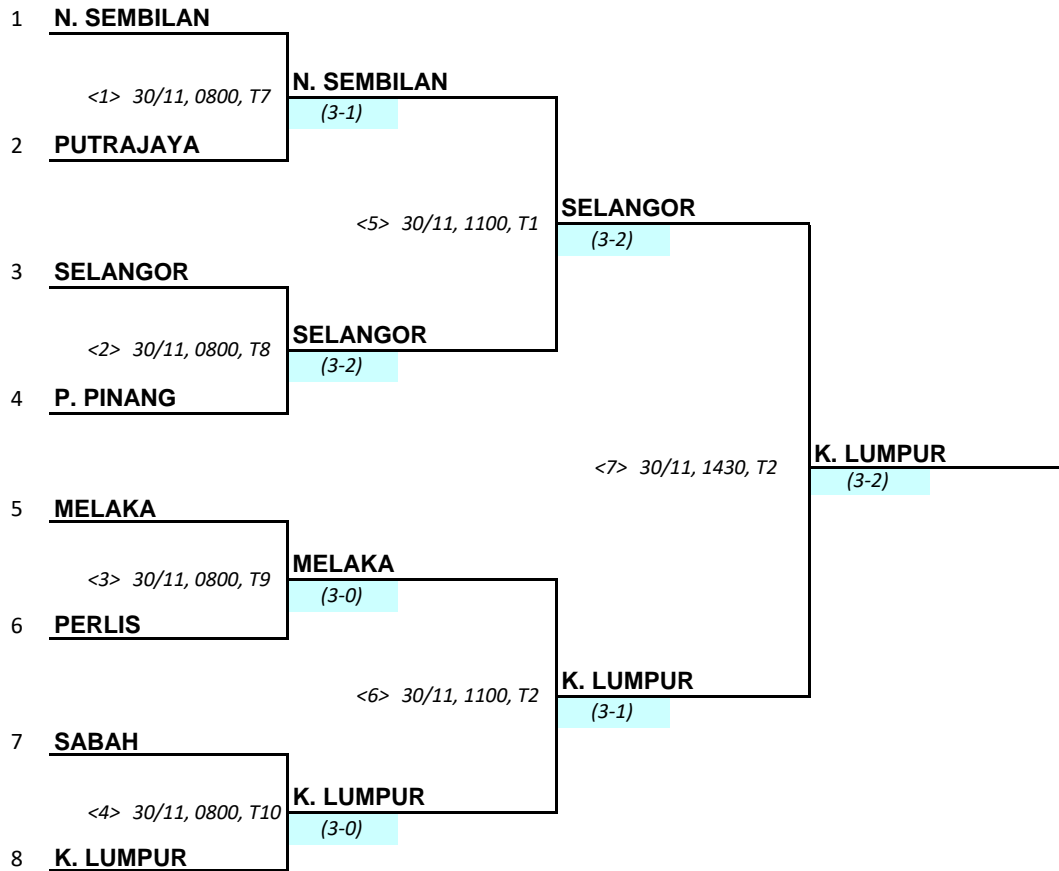 1 N. SEMBILAN
<1> 30/11, 0800, T7
N. SEMBILAN
(3-1)
2 PUTRAJAYA
<5> 30/11, 1100, T1
SELANGOR
(3-2)
3 SELANGOR
<2> 30/11, 0800, T8
SELANGOR
(3-2)
4 P. PINANG
<7> 30/11, 1430, T2
K. LUMPUR
(3-2)
5 MELAKA
<3> 30/11, 0800, T9
MELAKA
(3-0)
6 PERLIS
<6> 30/11, 1100, T2
K. LUMPUR
(3-1)
7 SABAH
<4> 30/11, 0800, T10
K. LUMPUR
(3-0)
8 K. LUMPUR